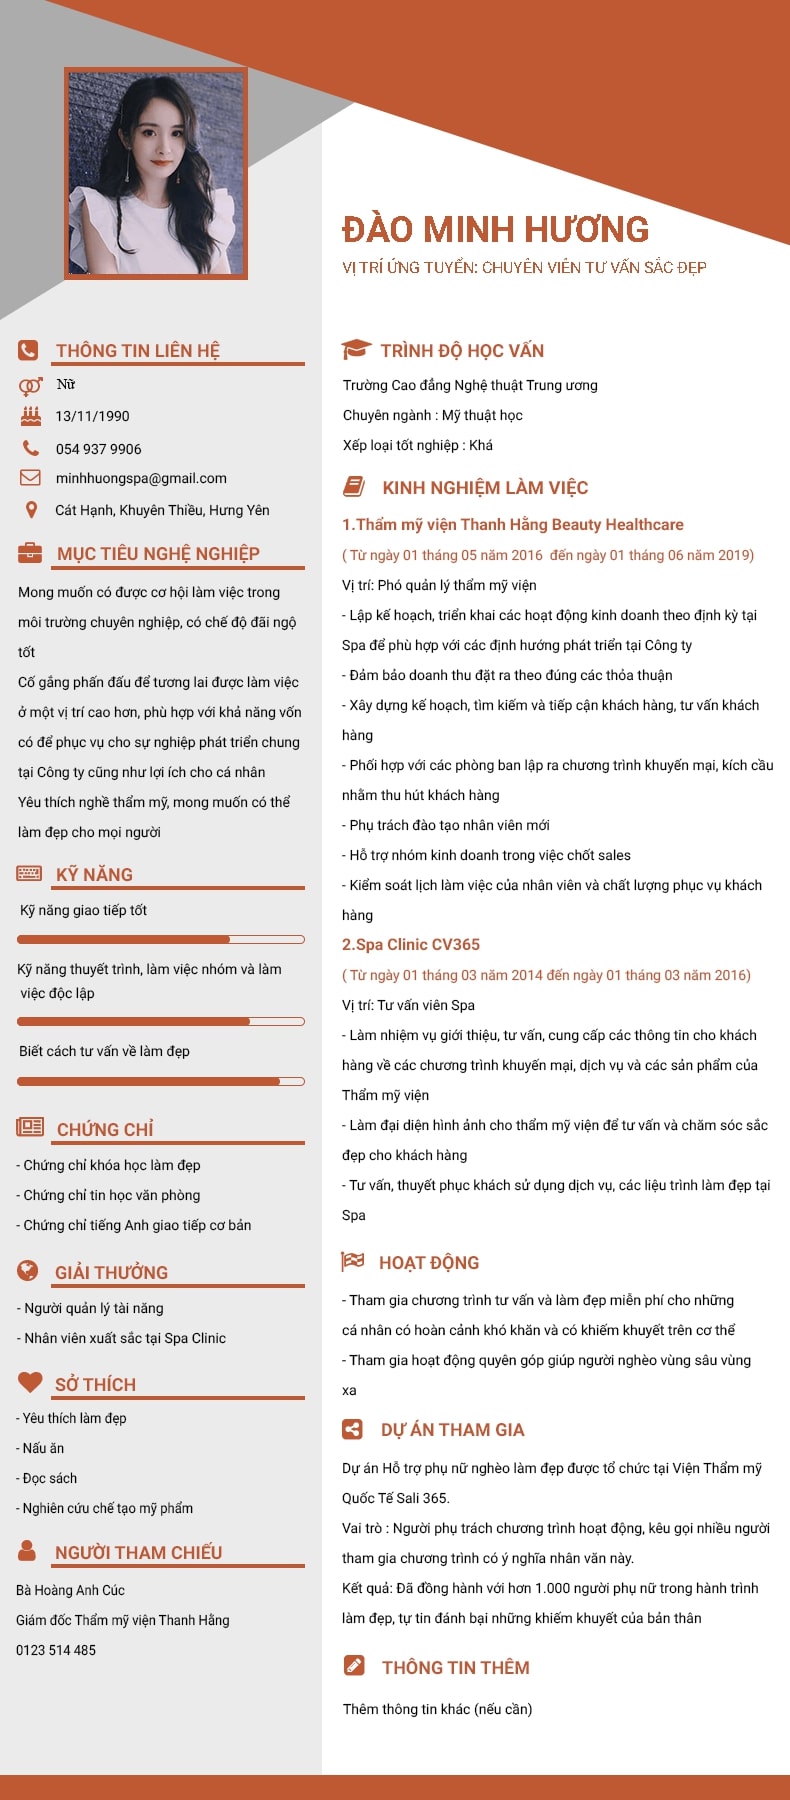 ĐÀO MINH HƯƠNG
VỊ TRÍ ỨNG TUYỂN: CHUYÊN VIÊN TƯ VẤN SẮC ĐẸP
THÔNG TIN LIÊN HỆ
Nữ
13/11/1990
054 937 9906
minhhuongspa@gmail.com
Cát Hạnh, Khuyên Thiều, Hưng Yên
MỤC TIÊU NGHỆ NGHIỆP
Mong muốn có được cơ hội làm việc trong
môi trường chuyên nghiệp, có chế độ đãi ngộ
tốt
Cố gắng phấn đấu để tương lai được làm việc
ở một vị trí cao hơn, phù hợp với khả năng vốn
có để phục vụ cho sự nghiệp phát triển chung
tại Công ty cũng như lợi ích cho cá nhân
Yêu thích nghề thẩm mỹ, mong muốn có thể
làm đẹp cho mọi người
KỸ NĂNG
Kỹ năng giao tiếp tốt
Kỹ năng thuyết trình, làm việc nhóm và làm
việc độc lập
Biết cách tư vấn về làm đẹp
CHỨNG CHỈ
- Chứng chỉ khóa học làm đẹp
- Chứng chỉ tin học văn phòng
- Chứng chỉ tiếng Anh giao tiếp cơ bản
GIẢI THƯỞNG
- Người quản lý tài năng
- Nhân viên xuất sắc tại Spa Clinic
SỞ THÍCH
- Yêu thích làm đẹp
- Nấu ăn
- Đọc sách
- Nghiên cứu chế tạo mỹ phẩm
NGƯỜI THAM CHIẾU
Bà Hoàng Anh Cúc
Giám đốc Thẩm mỹ viện Thanh Hằng
0123 514 485
TRÌNH ĐỘ HỌC VẤN
Trường Cao đẳng Nghệ thuật Trung ương
Chuyên ngành : Mỹ thuật học
Xếp loại tốt nghiệp : Khá
KINH NGHIỆM LÀM VIỆC
1.Thẩm mỹ viện Thanh Hằng Beauty Healthcare
( Từ ngày 01 tháng 05 năm 2016 đến ngày 01 tháng 06 năm 2019)
Vị trí: Phó quản lý thẩm mỹ viện
- Lập kế hoạch, triển khai các hoạt động kinh doanh theo định kỳ tại
Spa để phù hợp với các định hướng phát triển tại Công ty
- Đảm bảo doanh thu đặt ra theo đúng các thỏa thuận
- Xây dựng kế hoạch, tìm kiếm và tiếp cận khách hàng, tư vấn khách
hàng
- Phối hợp với các phòng ban lập ra chương trình khuyến mại, kích cầu
nhằm thu hút khách hàng
- Phụ trách đào tạo nhân viên mới
- Hỗ trợ nhóm kinh doanh trong việc chốt sales
- Kiểm soát lịch làm việc của nhân viên và chất lượng phục vụ khách
hàng
2.Spa Clinic CV365
( Từ ngày 01 tháng 03 năm 2014 đến ngày 01 tháng 03 năm 2016)
Vị trí: Tư vấn viên Spa
- Làm nhiệm vụ giới thiệu, tư vấn, cung cấp các thông tin cho khách
hàng về các chương trình khuyến mại, dịch vụ và các sản phẩm của
Thẩm mỹ viện
- Làm đại diện hình ảnh cho thẩm mỹ viện để tư vấn và chăm sóc sắc
đẹp cho khách hàng
- Tư vấn, thuyết phục khách sử dụng dịch vụ, các liệu trình làm đẹp tại
Spa
HOẠT ĐỘNG
- Tham gia chương trình tư vấn và làm đẹp miễn phí cho những
cá nhân có hoàn cảnh khó khăn và có khiếm khuyết trên cơ thể
- Tham gia hoạt động quyên góp giúp người nghèo vùng sâu vùng
xa
DỰ ÁN THAM GIA
Dự án Hỗ trợ phụ nữ nghèo làm đẹp được tổ chức tại Viện Thẩm mỹ
Quốc Tế Sali 365.
Vai trò : Người phụ trách chương trình hoạt động, kêu gọi nhiều người
tham gia chương trình có ý nghĩa nhân văn này.
Kết quả: Đã đồng hành với hơn 1.000 người phụ nữ trong hành trình
làm đẹp, tự tin đánh bại những khiếm khuyết của bản thân
THÔNG TIN THÊM
Thêm thông tin khác (nếu cần)